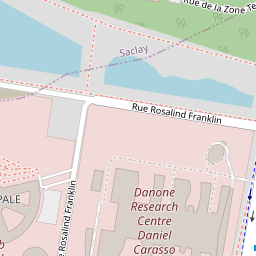 Rue de la Zone Te
Saclay
Rue Rosalind Franklin
Danone
Research
Centre
Daniel
Carasso
PALE
Rue Rosalind Franklin
b